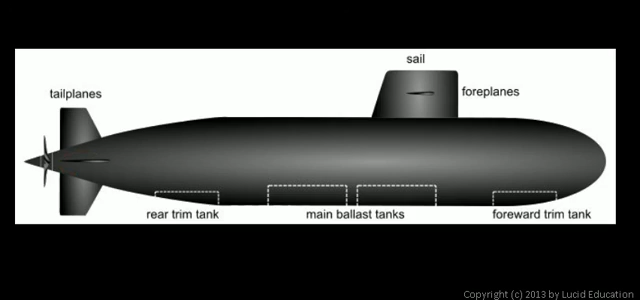 sail
tailplanes
foreplanes
rear trim tank
main ballast tanks
foreward trim tank
Copyright (c) 2013 by Lucid Education